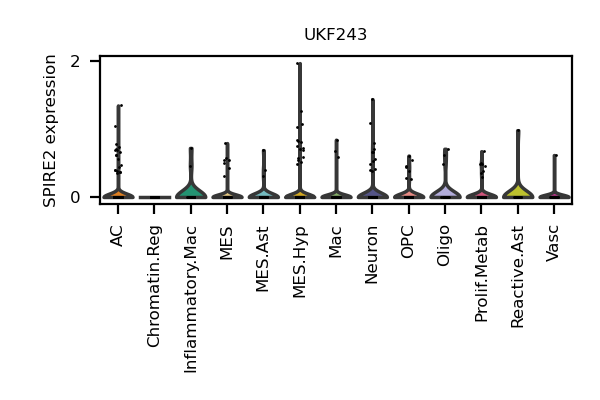 UKF243
SPIRE2 expression
2
0
AC
Chromatin.Reg
Inflammatory.Mac
MES
MES.Ast
MES.Hyp
Mac
Neuron
OPC
Oligo
Prolif.Metab
Reactive.Ast
Vasc